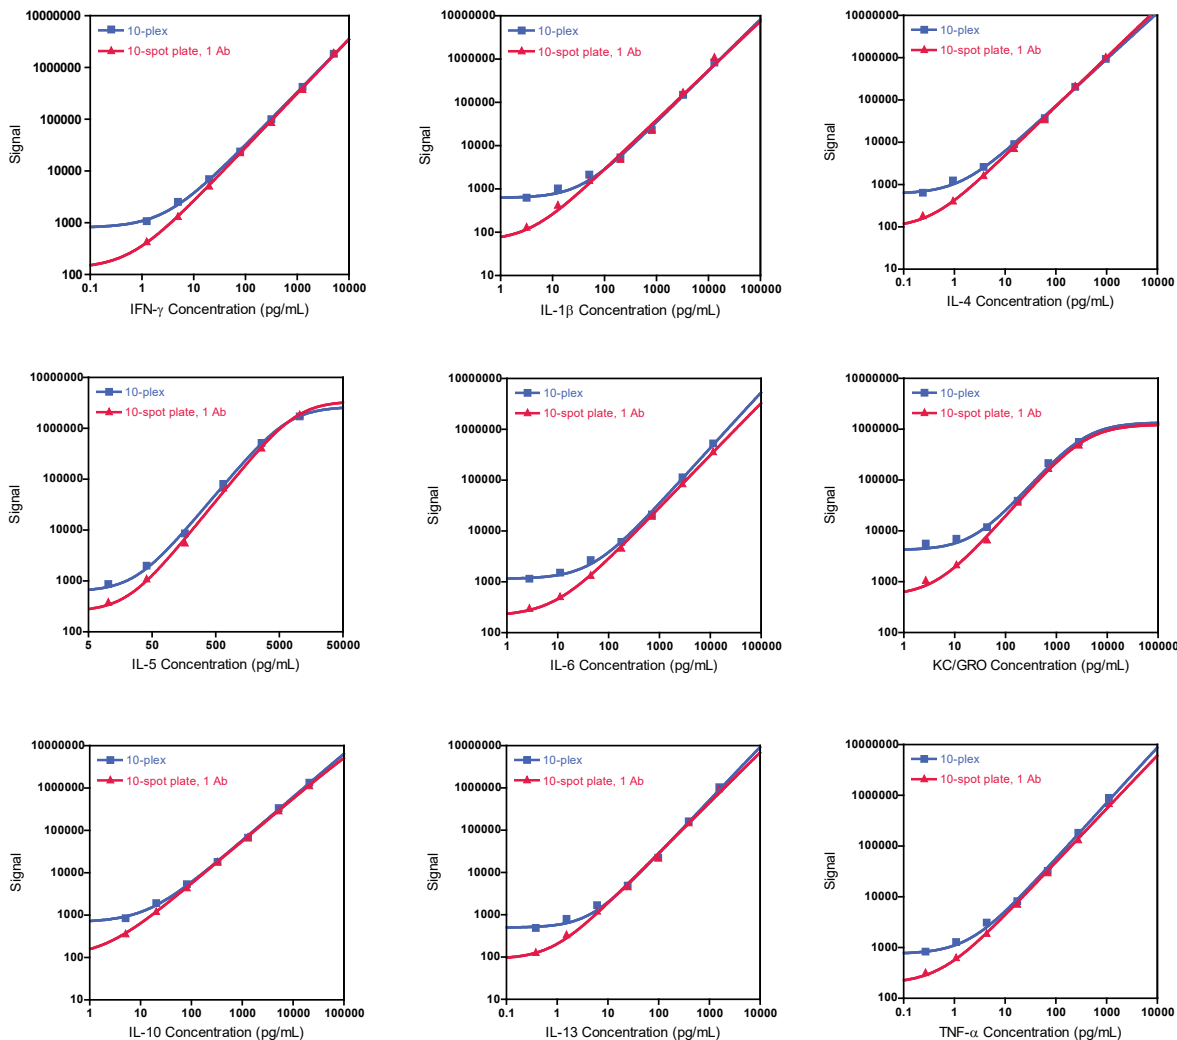 10000000
1000000
100000
10000
1000
100
Signal
10-plex
10-spot plate, 1 Ab
0.1 1 10 100 1000 10000
IFN-γ Concentration (pg/mL)
10000000
1000000
100000
10000
1000
100
10
Signal
10-plex
10-spot plate, 1 Ab
1 10 100 1000 10000 100000
IL-1β Concentration (pg/mL)
10000000
1000000
100000
10000
1000
100
10
Signal
10-plex
10-spot plate, 1 Ab
0.1 1 10 100 1000 10000
IL-4 Concentration (pg/mL)
10000000
1000000
100000
10000
1000
100
Signal
10-plex
10-spot plate, 1 Ab
5 50 500 5000 50000
IL-5 Concentration (pg/mL)
10000000
1000000
100000
10000
1000
100
Signal
10-plex
10-spot plate, 1 Ab
1 10 100 1000 10000 100000
IL-6 Concentration (pg/mL)
10000000
1000000
100000
10000
1000
100
Signal
10-plex
10-spot plate, 1 Ab
1 10 100 1000 10000 100000
KC/GRO Concentration (pg/mL)
10000000
1000000
100000
10000
1000
100
10
Signal
10-plex
10-spot plate, 1 Ab
1 10 100 1000 10000 100000
IL-10 Concentration (pg/mL)
10000000
1000000
100000
10000
1000
100
10
Signal
10-plex
10-spot plate, 1 Ab
0.1 1 10 100 1000 10000
IL-13 Concentration (pg/mL)
10000000
1000000
100000
10000
1000
100
Signal
10-plex
10-spot plate, 1 Ab
0.1 1 10 100 1000 10000
TNF-α Concentration (pg/mL)